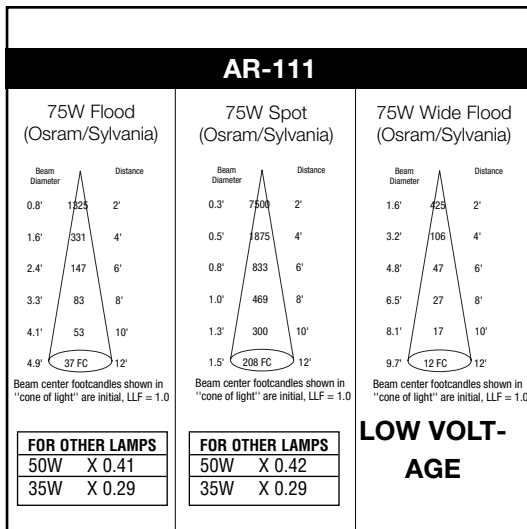 AR-111
75W Flood
(Osram/Sylvania)
Beam Diameter Distance
0.8' 1325 2'
1.6' 331 4'
2.4' 147 6'
3.3' 83 8'
4.1' 53 10'
4.9' 37 FC 12'
Beam center footcandles shown in
"cone of light" are initial, LLF = 1.0
FOR OTHER LAMPS
50W X 0.41
35W X 0.29
75W Spot
(Osram/Sylvania)
Beam Diameter Distance
0.3' 7500 2'
0.5' 1875 4'
0.8' 833 6'
1.0' 469 8'
1.3' 300 10'
1.5' 208 FC 12'
Beam center footcandles shown in
"cone of light" are initial, LLF = 1.0
FOR OTHER LAMPS
50W X 0.42
35W X 0.29
75W Wide Flood
(Osram/Sylvania)
Beam Diameter Distance
1.6' 425 2'
3.2' 106 4'
4.8' 47 6'
6.5' 27 8'
8.1' 17 10'
9.7' 12 FC 12'
Beam center footcandles shown in
"cone of light" are initial, LLF = 1.0
LOW VOLT-
AGE